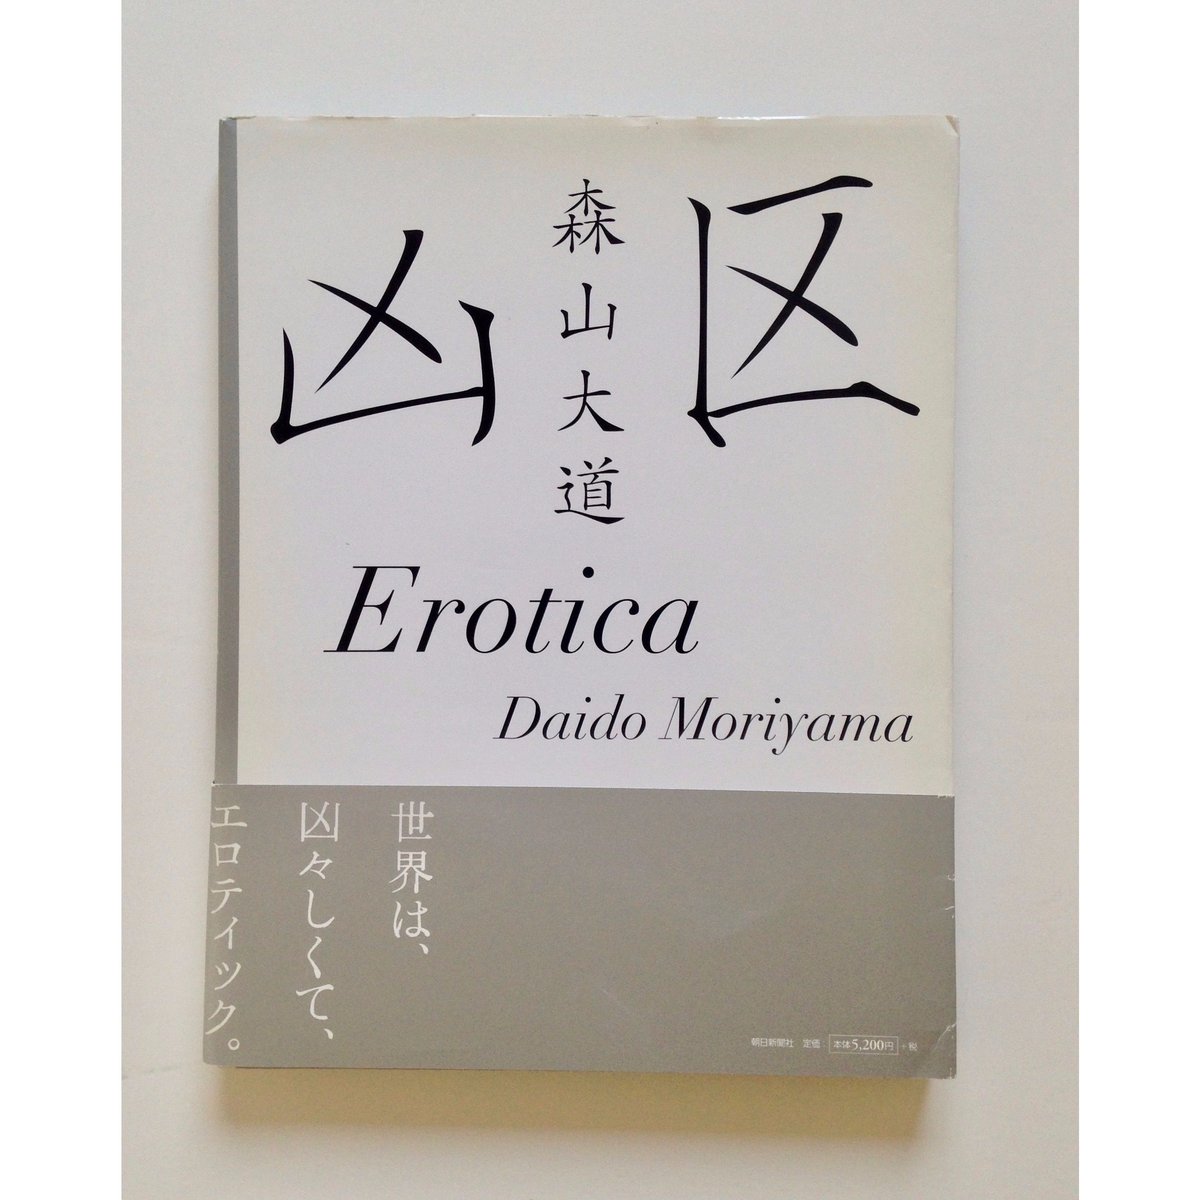 凶区
森山大道
Erotica
Daido Moriyama
世界は、
凶々しくて、
エロティック。
朝日新聞社 定価:本体5,200円+税